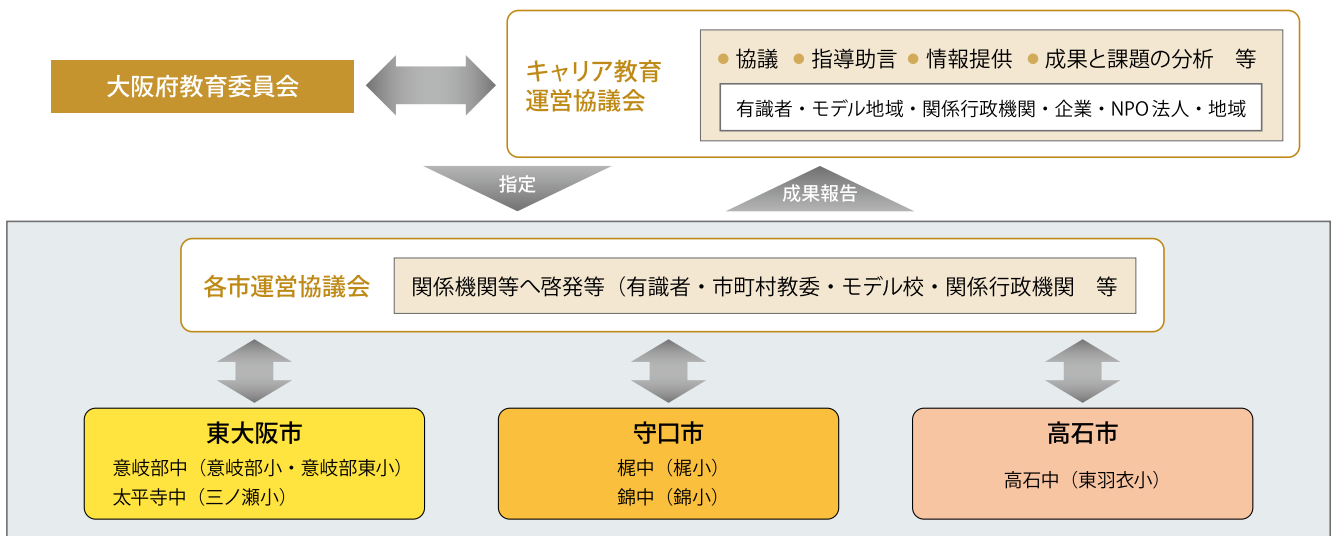 大阪府教育委員会
キャリア教育
運営協議会
● 協議 ● 指導助言 ● 情報提供 ● 成果と課題の分析　等
有識者・モデル地域・関係行政機関・企業・NPO法人・地域
指定
成果報告
各市運営協議会
関係機関等へ啓発等（有識者・市町村教委・モデル校・関係行政機関　等
東大阪市
意岐部中（意岐部小・意岐部東小）
太平寺中（三ノ瀬小）
守口市
梶中（梶小）
錦中（錦小）
高石市
高石中（東羽衣小）